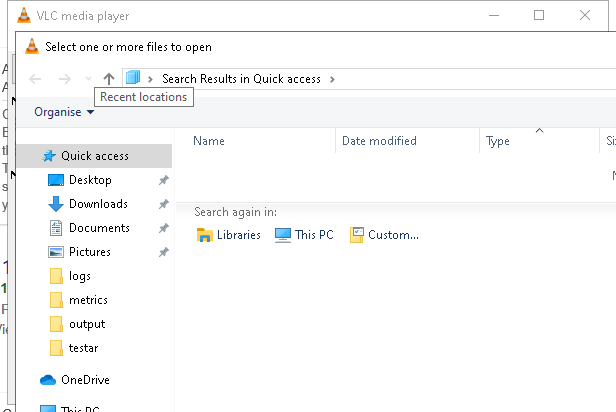 VLC media player
Select one or more files to open
Search Results in Quick access
Recent locations
Organise
Name Date modified Type
Quick access
Desktop
Downloads
Search again in:
Documents
Libraries This PC Custom...
Pictures
logs
metrics
output
testar
OneDrive
This PC